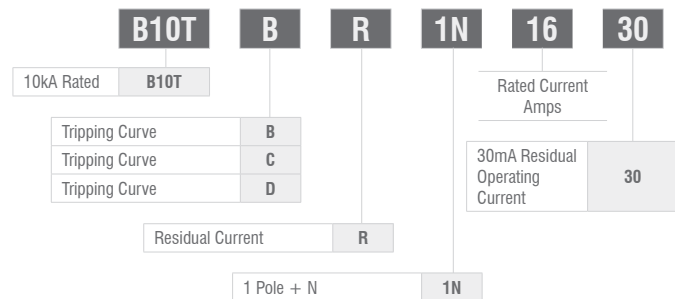 B10T B R 1N 16 30
10kA Rated B10T
Rated Current
Amps
Tripping Curve B
Tripping Curve C
Tripping Curve D
30mA Residual
Operating
Current
30
Residual Current R
1 Pole + N 1N